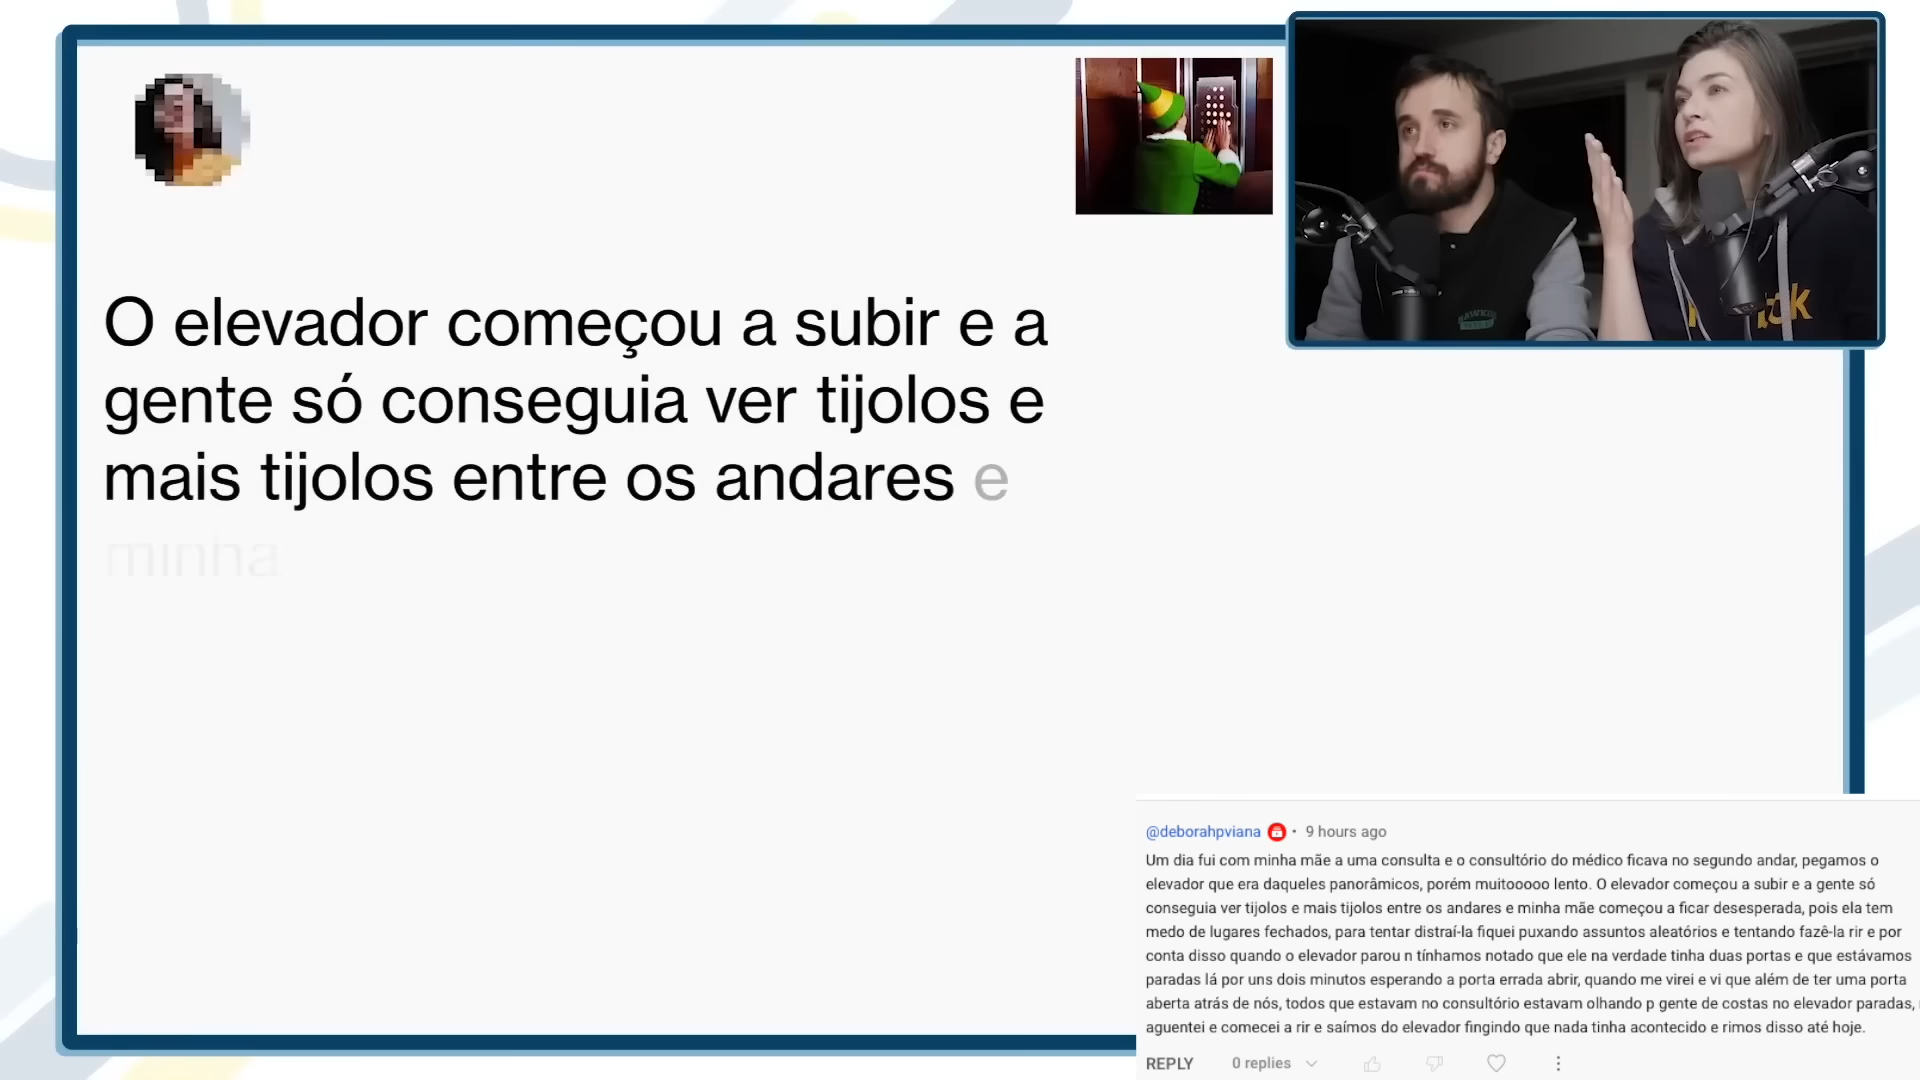 O elevador começou a subir e a
gente só conseguia ver tijolos e
mais tijolos entre os andares e
minha
HAWKINS
@deborahpviana • 9 hours ago
Um dia fui com minha mãe a uma consulta e o consultório do médico ficava no segundo andar, pegamos o
elevador que era daqueles panorâmicos, porém muitooooo lento. O elevador começou a subir e a gente só
conseguia ver tijolos e mais tijolos entre os andares e minha mãe começou a ficar desesperada, pois ela tem
medo de lugares fechados, para tentar distraí-la fiquei puxando assuntos aleatórios e tentando fazê-la rir e por
conta disso quando o elevador parou n tínhamos notado que ele na verdade tinha duas portas e que estávamos
paradas lá por uns dois minutos esperando a porta errada abrir, quando me virei e vi que além de ter uma porta
aberta atrás de nós, todos que estavam no consultório estavam olhando p gente de costas no elevador paradas,
aguentei e comecei a rir e saímos do elevador fingindo que nada tinha acontecido e rimos disso até hoje.
REPLY 0 replies